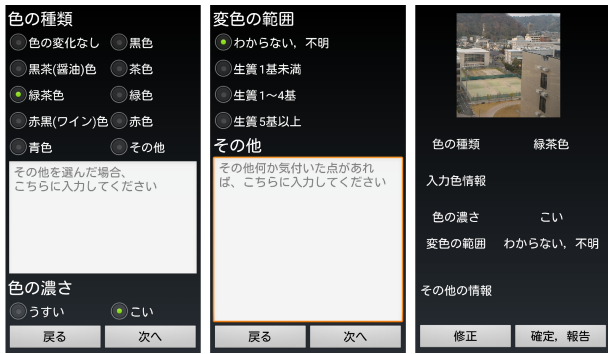 色の種類
色の変化なし 黒色
黒茶(醤油)色 茶色
緑茶色 緑色
赤黒(ワイン)色 赤色
青色 その他
その他を選んだ場合、
こちらに入力してください
色の濃さ
うすい こい
戻る 次へ
変色の範囲
わからない，不明
生簀1基未満
生簀1～4基
生簀5基以上
その他
その他何か気付いた点があれ
ば、こちらに入力してください
戻る 次へ
色の種類 緑茶色
入力色情報
色の濃さ こい
変色の範囲 わからない，不明
その他の情報
修正 確定，報告